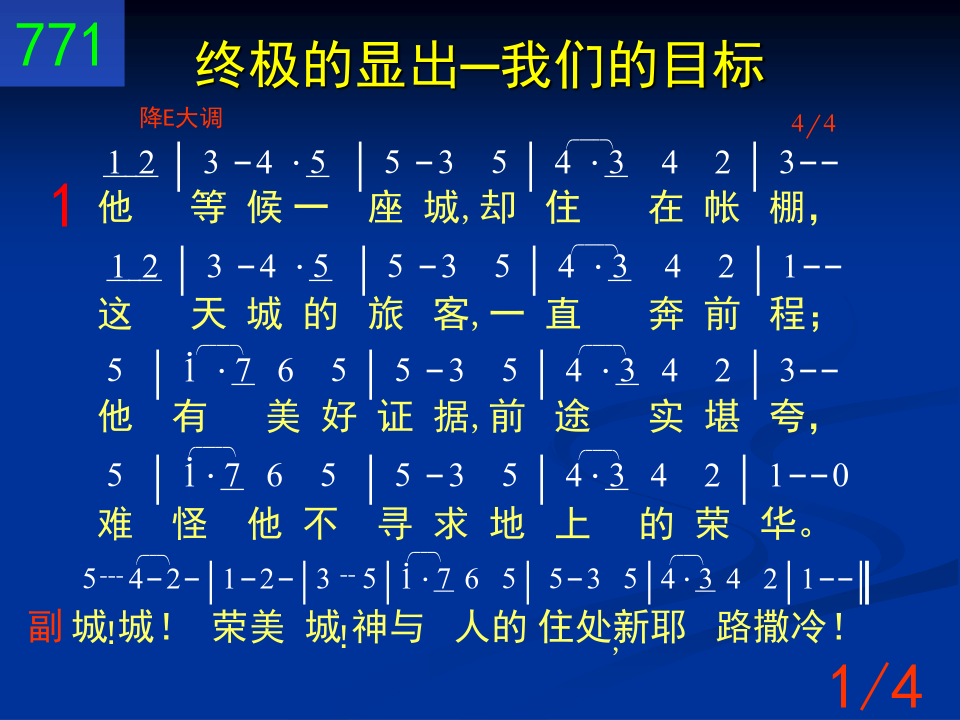 771
终极的显出—我们的目标
降E大调 4/4
1 2 | 3 -4 · 5 | 5 -3 5 | 4 · 3 4 2 | 3--
1 他 等 候 一 座 城,却 住 在 帐 棚，
1 2 | 3 -4 · 5 | 5 -3 5 | 4 · 3 4 2 | 1--
这 天 城 的 旅 客,一 直 奔 前 程；
5 | i · 7 6 5 | 5 -3 5 | 4 · 3 4 2 | 3--
他 有 美 好 证 据,前 途 实 堪 夸，
5 | i · 7 6 5 | 5 -3 5 | 4 · 3 4 2 | 1--0
难 怪 他 不 寻 求 地 上 的 荣 华。
5--- 4-2- | 1-2- | 3 -- 5 | i · 7 6 5 | 5-3 5 | 4 · 3 4 2 | 1-- ‖
副 城!城！ 荣美 城!神与 人的 住处,新耶 路撒冷！
1/4